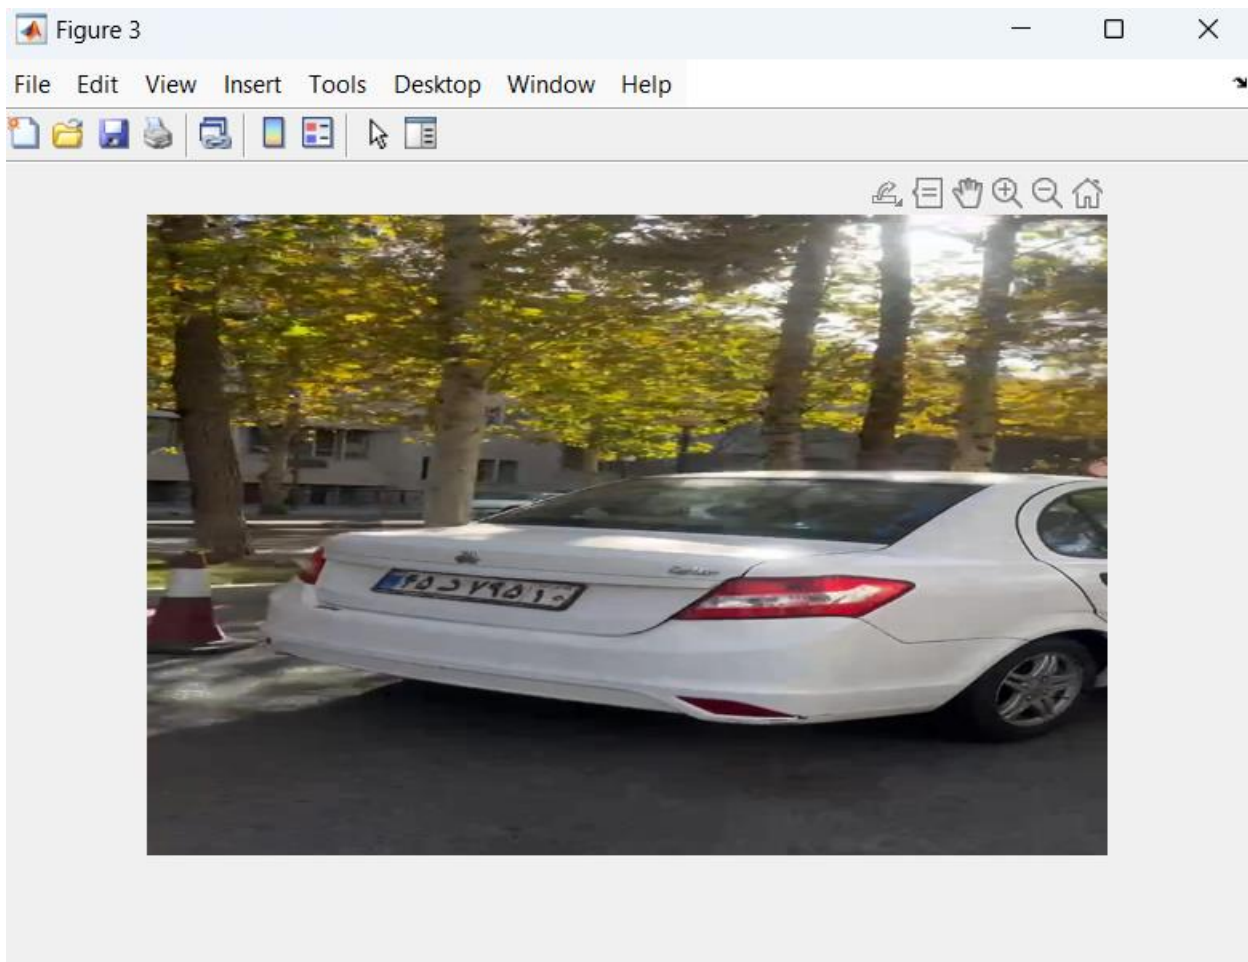 Figure 3
File Edit View Insert Tools Desktop Window Help
۴۵ د ۷۹۵ ۱۰